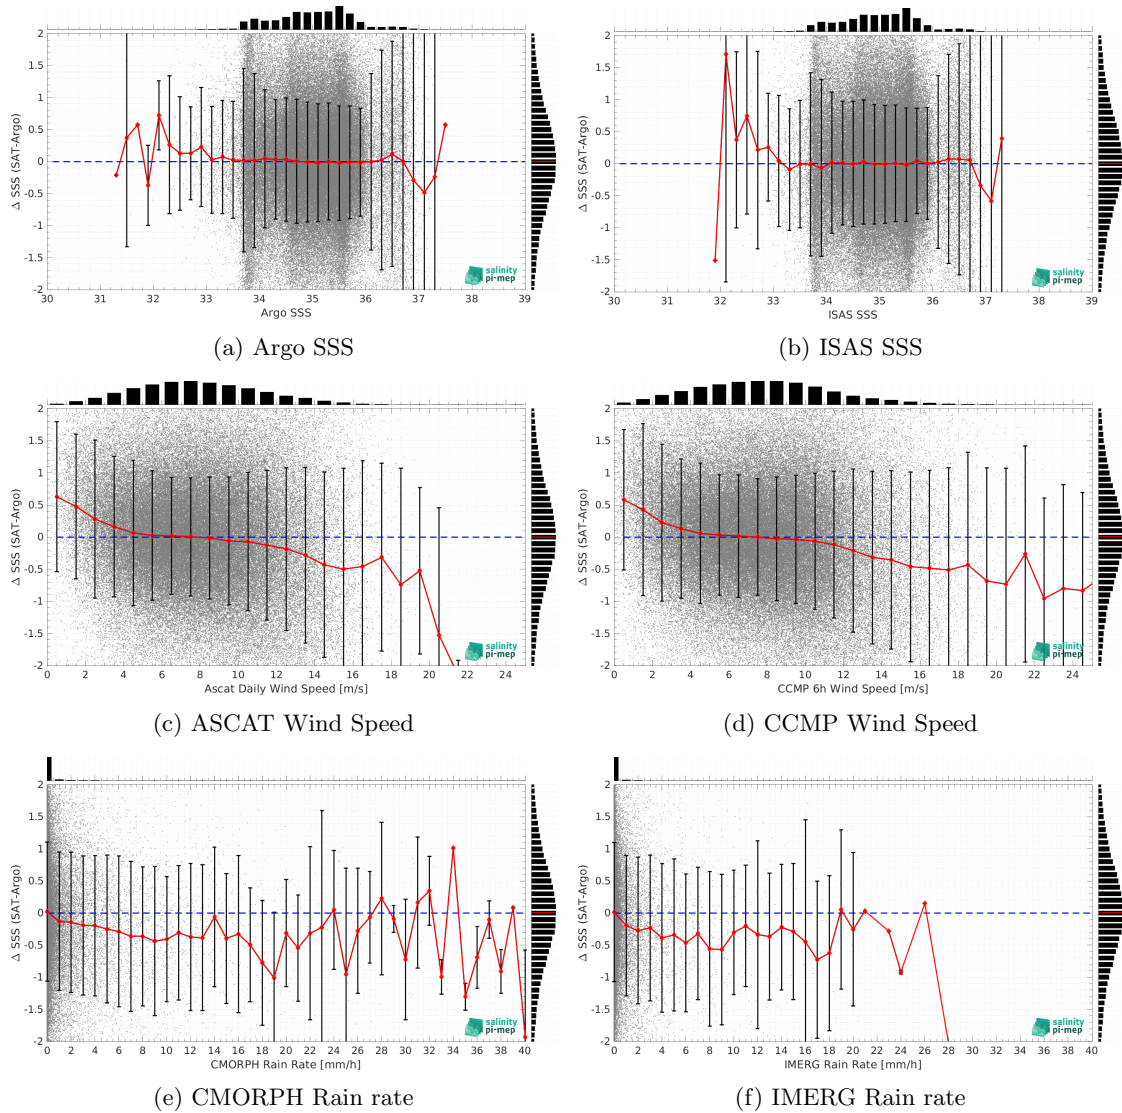 2
1.5
1
0.5
0
-0.5
-1
-1.5
-2
Δ SSS (SAT-Argo)
30 31 32 33 34 35 36 37 38 39
Argo SSS
salinity
pi-mep
(a) Argo SSS
2
1.5
1
0.5
0
-0.5
-1
-1.5
-2
Δ SSS (SAT-Argo)
30 31 32 33 34 35 36 37 38 39
ISAS SSS
salinity
pi-mep
(b) ISAS SSS
2
1.5
1
0.5
0
-0.5
-1
-1.5
-2
Δ SSS (SAT-Argo)
0 2 4 6 8 10 12 14 16 18 20 22 24
Ascat Daily Wind Speed [m/s]
salinity
pi-mep
(c) ASCAT Wind Speed
2
1.5
1
0.5
0
-0.5
-1
-1.5
-2
Δ SSS (SAT-Argo)
0 2 4 6 8 10 12 14 16 18 20 22 24
CCMP 6h Wind Speed [m/s]
salinity
pi-mep
(d) CCMP Wind Speed
2
1.5
1
0.5
0
-0.5
-1
-1.5
-2
Δ SSS (SAT-Argo)
0 2 4 6 8 10 12 14 16 18 20 22 24 26 28 30 32 34 36 38 40
CMORPH Rain Rate [mm/h]
salinity
pi-mep
(e) CMORPH Rain rate
2
1.5
1
0.5
0
-0.5
-1
-1.5
-2
Δ SSS (SAT-Argo)
0 2 4 6 8 10 12 14 16 18 20 22 24 26 28 30 32 34 36 38 40
IMERG Rain Rate [mm/h]
salinity
pi-mep
(f) IMERG Rain rate